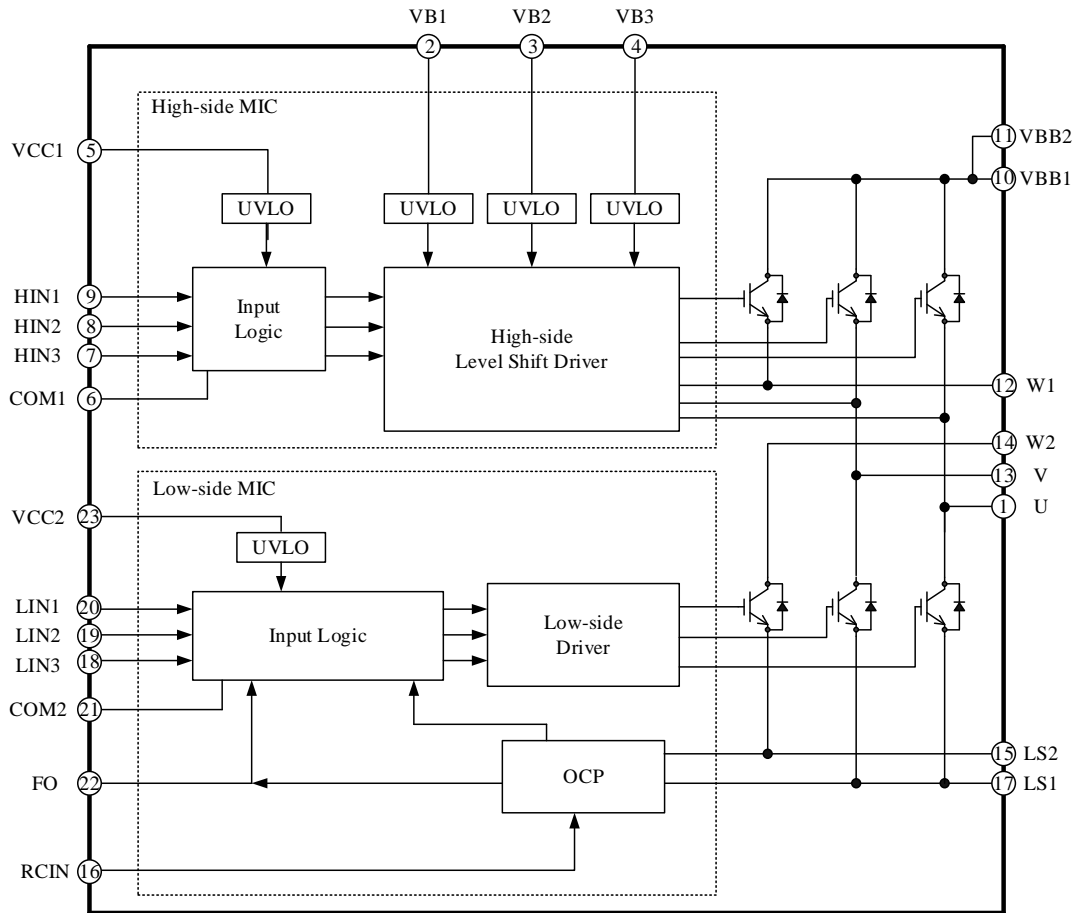 VB1 VB2 VB3
2 3 4
High-side MIC
VCC1 5
11 VBB2
10 VBB1
UVLO UVLO UVLO UVLO
HIN1 9
HIN2 8
HIN3 7
COM1 6
Input
Logic
High-side
Level Shift Driver
12 W1
14 W2
13 V
1 U
Low-side MIC
VCC2 23
UVLO
LIN1 20
LIN2 19
LIN3 18
COM2 21
Input Logic
Low-side
Driver
OCP
15 LS2
17 LS1
FO 22
RCIN 16